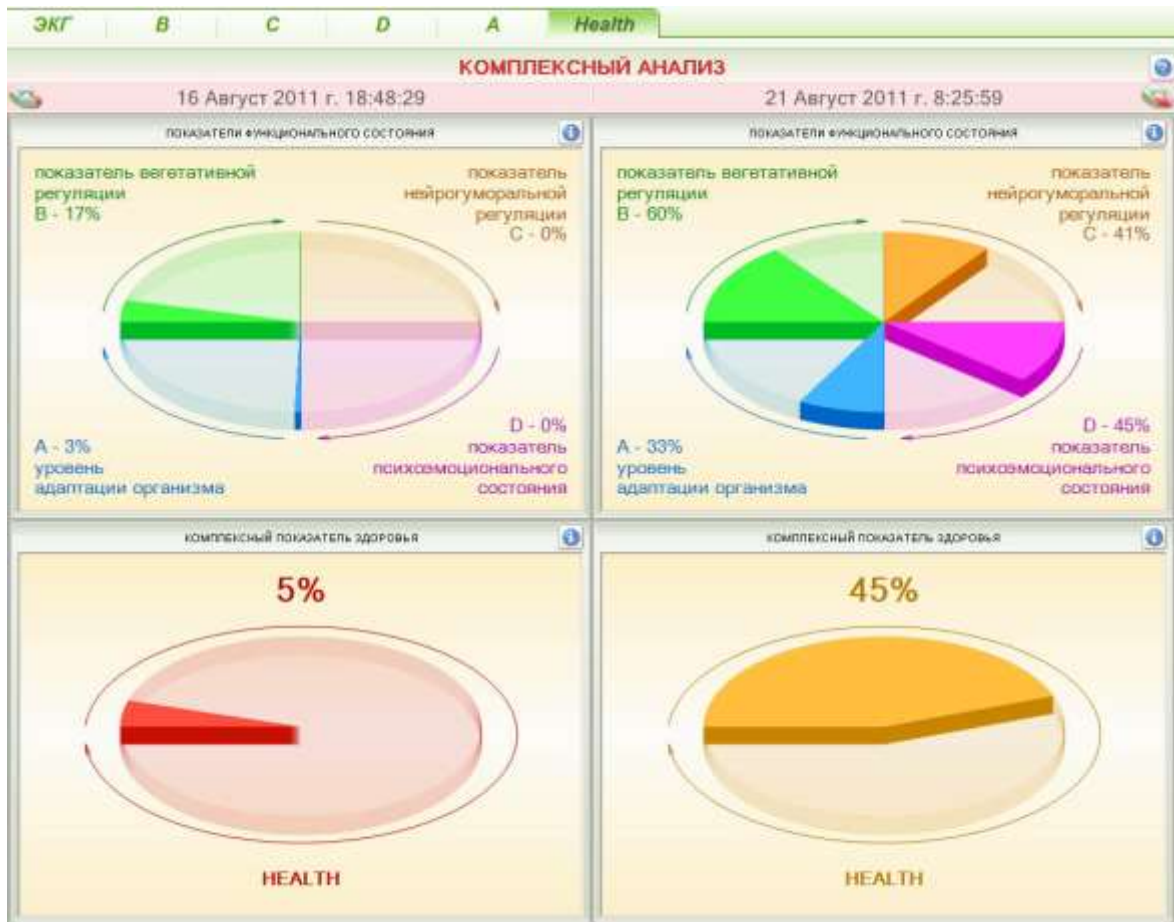 ЭКГ B C D A Health
КОМПЛЕКСНЫЙ АНАЛИЗ
16 Август 2011 г. 18:48:29
21 Август 2011 г. 8:25:59
ПОКАЗАТЕЛИ ФУНКЦИОНАЛЬНОГО СОСТОЯНИЯ
показатель вегетативной
регуляции
B - 17%
показатель
нейрогуморальной
регуляции
C - 0%
A - 3%
уровень
адаптации организма
D - 0%
показатель
психоэмоционального
состояния
ПОКАЗАТЕЛИ ФУНКЦИОНАЛЬНОГО СОСТОЯНИЯ
показатель вегетативной
регуляции
B - 60%
показатель
нейрогуморальной
регуляции
C - 41%
A - 33%
уровень
адаптации организма
D - 45%
показатель
психоэмоционального
состояния
КОМПЛЕКСНЫЙ ПОКАЗАТЕЛЬ ЗДОРОВЬЯ
5%
HEALTH
КОМПЛЕКСНЫЙ ПОКАЗАТЕЛЬ ЗДОРОВЬЯ
45%
HEALTH